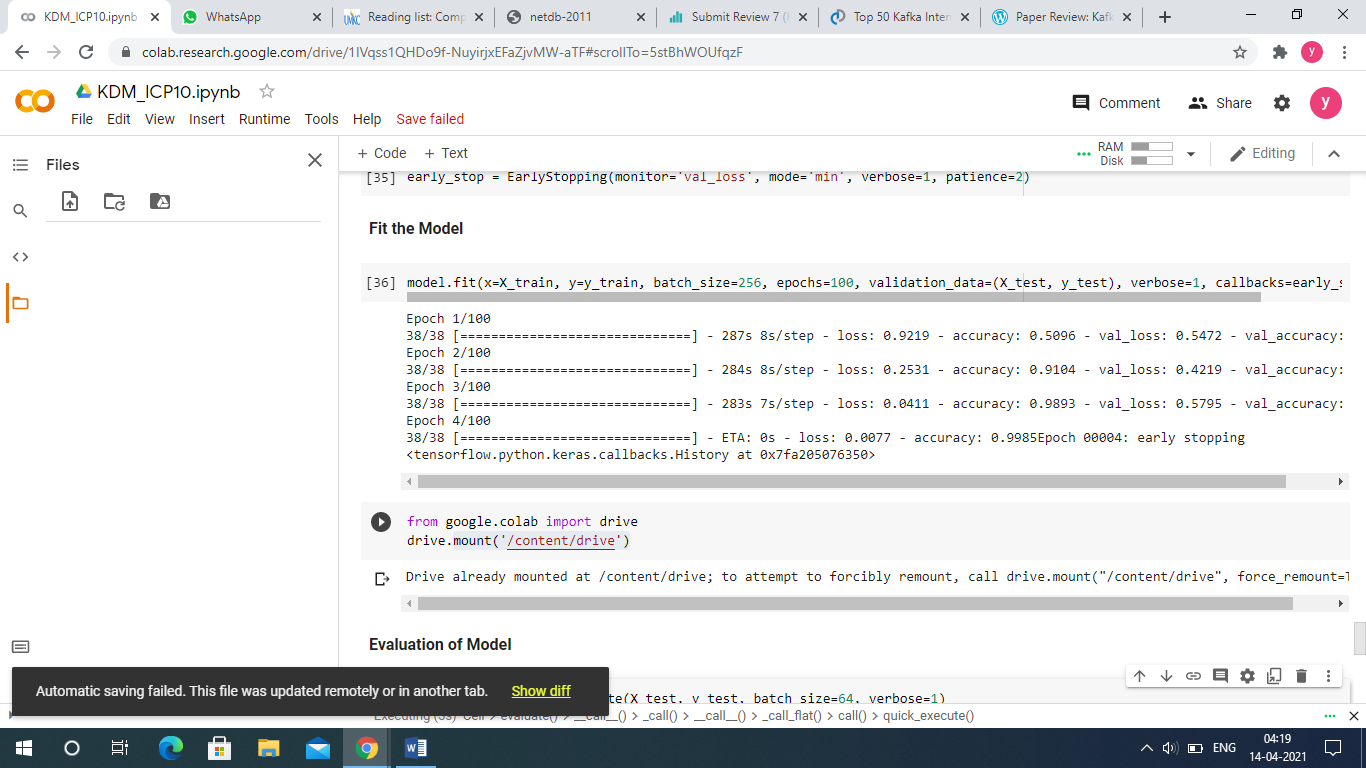 KDM_ICP10.ipynb
WhatsApp
Reading list: Comp
netdb-2011
Submit Review 7 (
Top 50 Kafka Inter
Paper Review: Kafk
colab.research.google.com/drive/1IVqss1QHDo9f-NuyirjxEFaZjvMW-aTF#scrollTo=5stBhWOUfqzF
y
KDM_ICP10.ipynb
File Edit View Insert Runtime Tools Help Save failed
Comment Share y
Files
+ Code + Text
RAM
Disk
Editing
[35] early_stop = EarlyStopping(monitor='val_loss', mode='min', verbose=1, patience=2)
Fit the Model
[36] model.fit(x=X_train, y=y_train, batch_size=256, epochs=100, validation_data=(X_test, y_test), verbose=1, callbacks=early_s
Epoch 1/100
38/38 [==============================] - 287s 8s/step - loss: 0.9219 - accuracy: 0.5096 - val_loss: 0.5472 - val_accuracy:
Epoch 2/100
38/38 [==============================] - 284s 8s/step - loss: 0.2531 - accuracy: 0.9104 - val_loss: 0.4219 - val_accuracy:
Epoch 3/100
38/38 [==============================] - 283s 7s/step - loss: 0.0411 - accuracy: 0.9893 - val_loss: 0.5795 - val_accuracy:
Epoch 4/100
38/38 [==============================] - ETA: 0s - loss: 0.0077 - accuracy: 0.9985Epoch 00004: early stopping
<tensorflow.python.keras.callbacks.History at 0x7fa205076350>
from google.colab import drive
drive.mount('/content/drive')
Drive already mounted at /content/drive; to attempt to forcibly remount, call drive.mount("/content/drive", force_remount=T
Evaluation of Model
te(X_test, y_test, batch_size=64, verbose=1)
Automatic saving failed. This file was updated remotely or in another tab. Show diff
Executing (5s) Cell > evaluate() > __call__() > _call() > __call__() > _call_flat() > call() > quick_execute()
ENG
04:19
14-04-2021